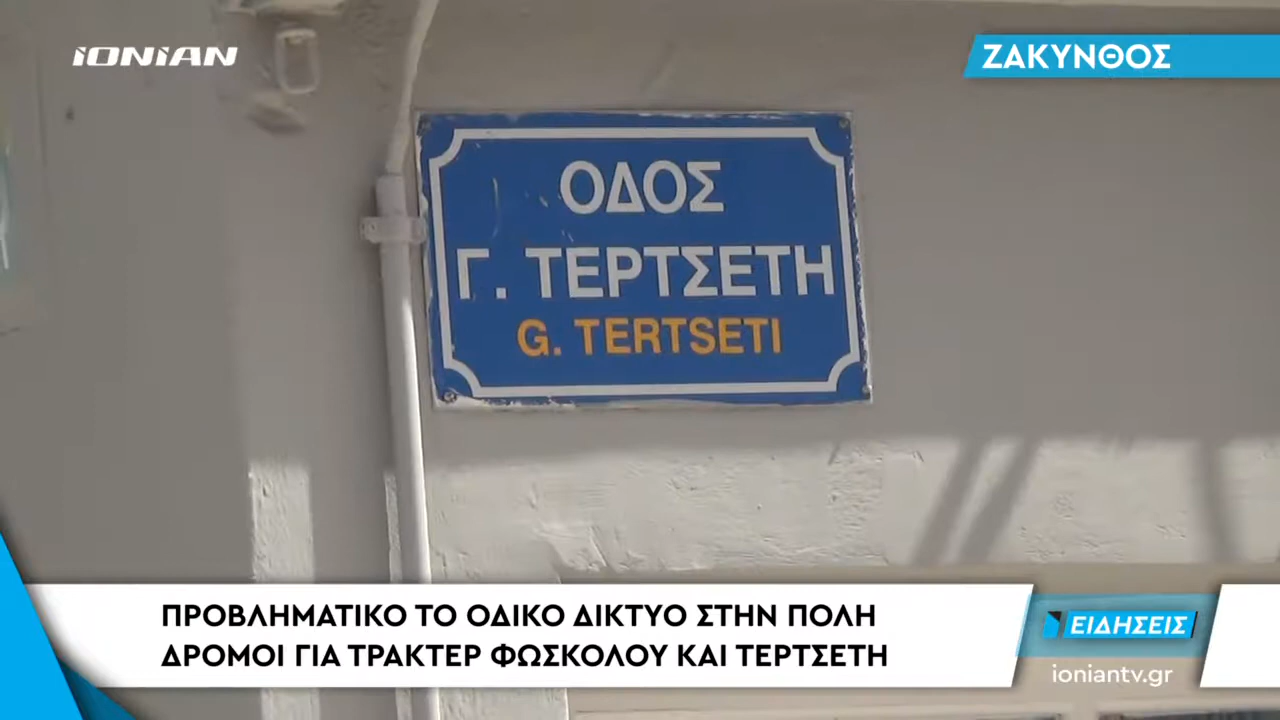 iONiAN
ΖΑΚΥΝΘΟΣ
ΟΔΟΣ
Γ. ΤΕΡΤΣΕΤΗ
G. TERTSETI
ΠΡΟΒΛΗΜΑΤΙΚΟ ΤΟ ΟΔΙΚΟ ΔΙΚΤΥΟ ΣΤΗΝ ΠΟΛΗ
ΔΡΟΜΟΙ ΓΙΑ ΤΡΑΚΤΕΡ ΦΩΣΚΟΛΟΥ ΚΑΙ ΤΕΡΤΣΕΤΗ
ΕΙΔΗΣΕΙΣ
ioniantv.gr